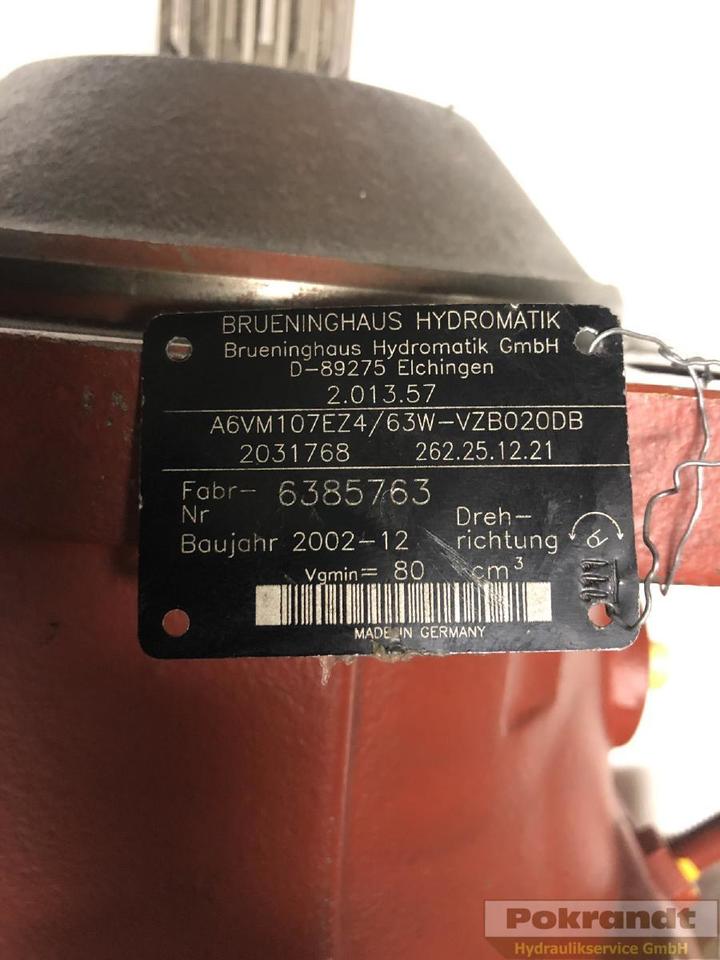 BRUENINGHAUS HYDROMATIK
Brueninghaus Hydromatik GmbH
D-89275 Elchingen
2.013.57
A6VM107EZ4/63W-VZB020DB
2031768 262.25.12.21
Fabr-Nr 6385763
Baujahr 2002-12 Dreh-richtung
Vgmin= 80 cm³
MADE IN GERMANY
Pokrandt
Hydraulikservice GmbH